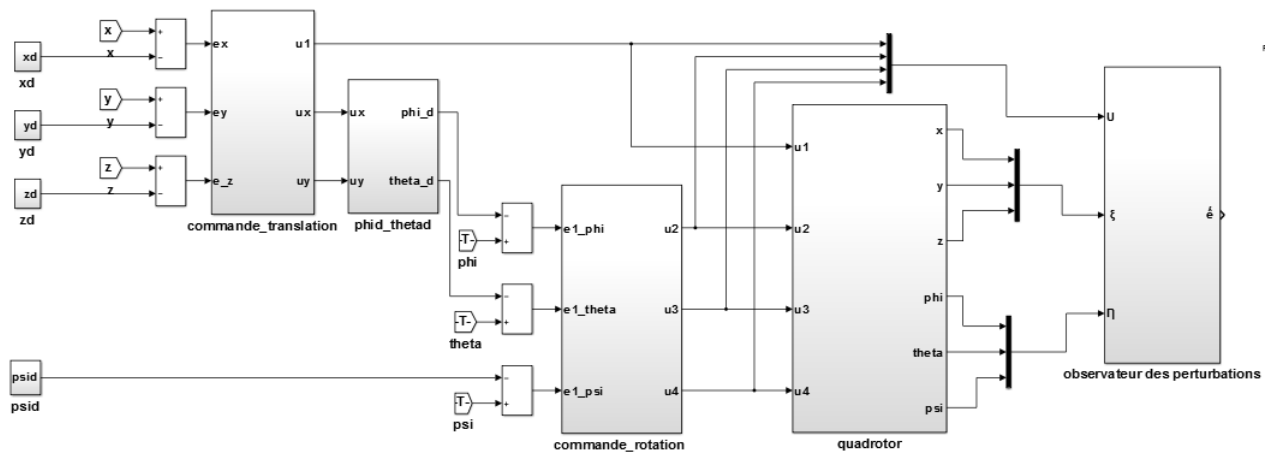 x
+
-
x
xd
xd
y
+
-
y
yd
yd
z
+
-
z
zd
zd
ex
ey
e_z
u1
ux
uy
commande_translation
ux
uy
phi_d
theta_d
phid_thetad
-T-
phi
-
+
-T-
theta
-
+
psid
psid
-T-
psi
-
+
e1_phi
e1_theta
e1_psi
u2
u3
u4
commande_rotation
u1
u2
u3
u4
x
y
z
phi
theta
psi
quadrotor
U
ξ
η
observateur des perturbations